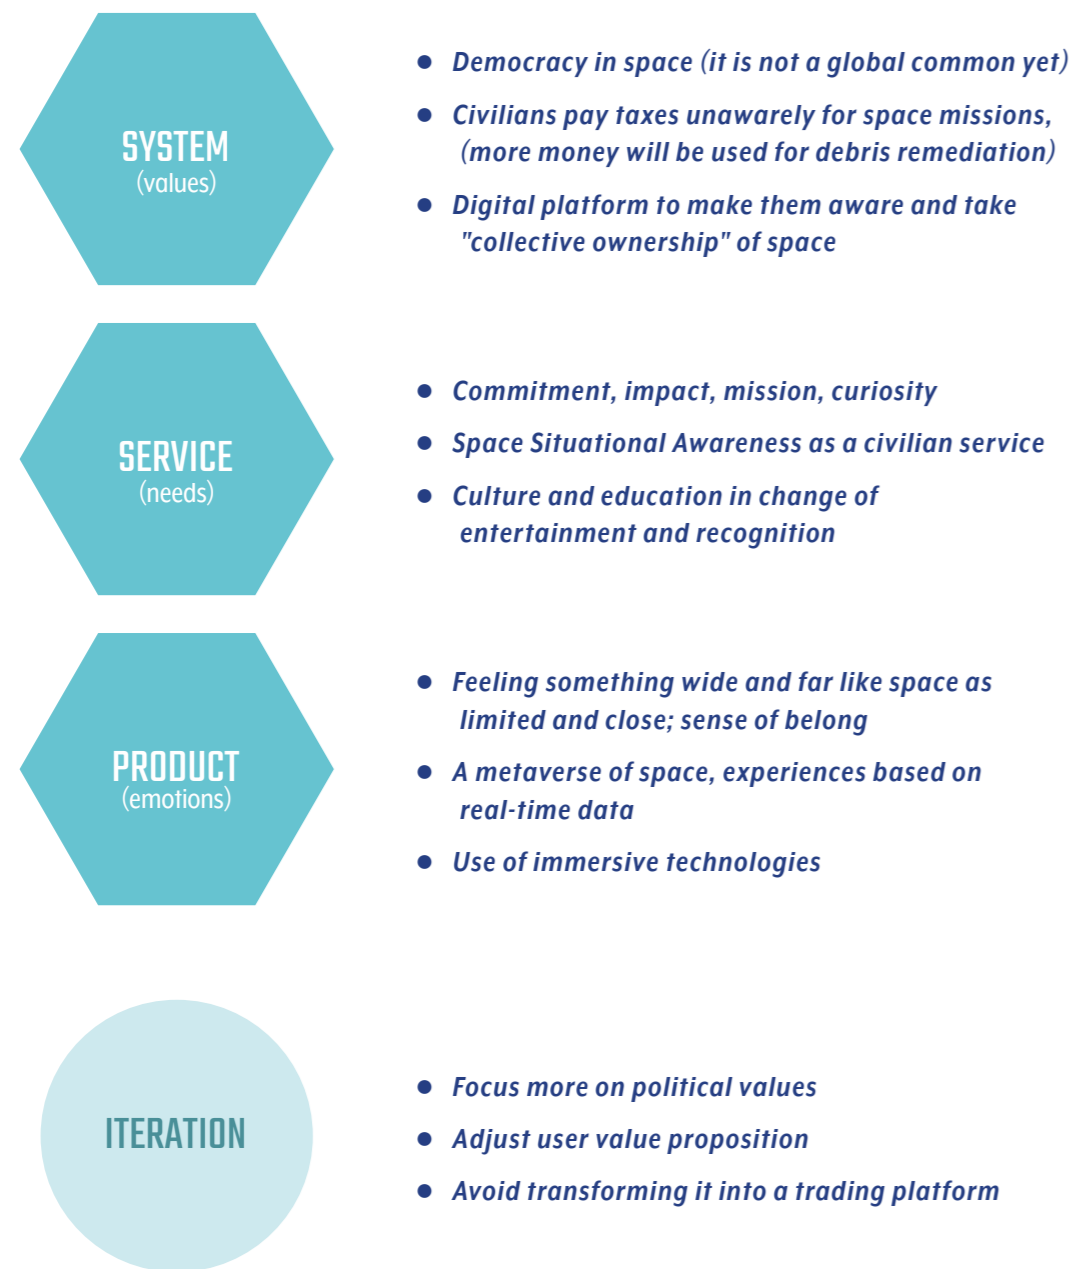 SYSTEM
(values)
Democracy in space (it is not a global common yet)
Civilians pay taxes unawarely for space missions,
(more money will be used for debris remediation)
Digital platform to make them aware and take
"collective ownership" of space
SERVICE
(needs)
Commitment, impact, mission, curiosity
Space Situational Awareness as a civilian service
Culture and education in change of
entertainment and recognition
PRODUCT
(emotions)
Feeling something wide and far like space as
limited and close; sense of belong
A metaverse of space, experiences based on
real-time data
Use of immersive technologies
ITERATION
Focus more on political values
Adjust user value proposition
Avoid transforming it into a trading platform